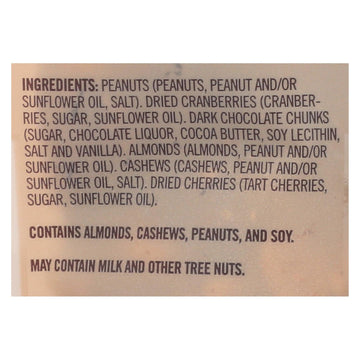 INGREDIENTS: PEANUTS (PEANUTS, PEANUT AND/OR
SUNFLOWER OIL, SALT). DRIED CRANBERRIES (CRANBER-
RIES, SUGAR, SUNFLOWER OIL). DARK CHOCOLATE CHUNKS
(SUGAR, CHOCOLATE LIQUOR, COCOA BUTTER, SOY LECITHIN,
SALT AND VANILLA). ALMONDS (ALMONDS, PEANUT AND/OR
SUNFLOWER OIL). CASHEWS (CASHEWS, PEANUT AND/OR
SUNFLOWER OIL, SALT). DRIED CHERRIES (TART CHERRIES,
SUGAR, SUNFLOWER OIL).
CONTAINS ALMONDS, CASHEWS, PEANUTS, AND SOY.
MAY CONTAIN MILK AND OTHER TREE NUTS.